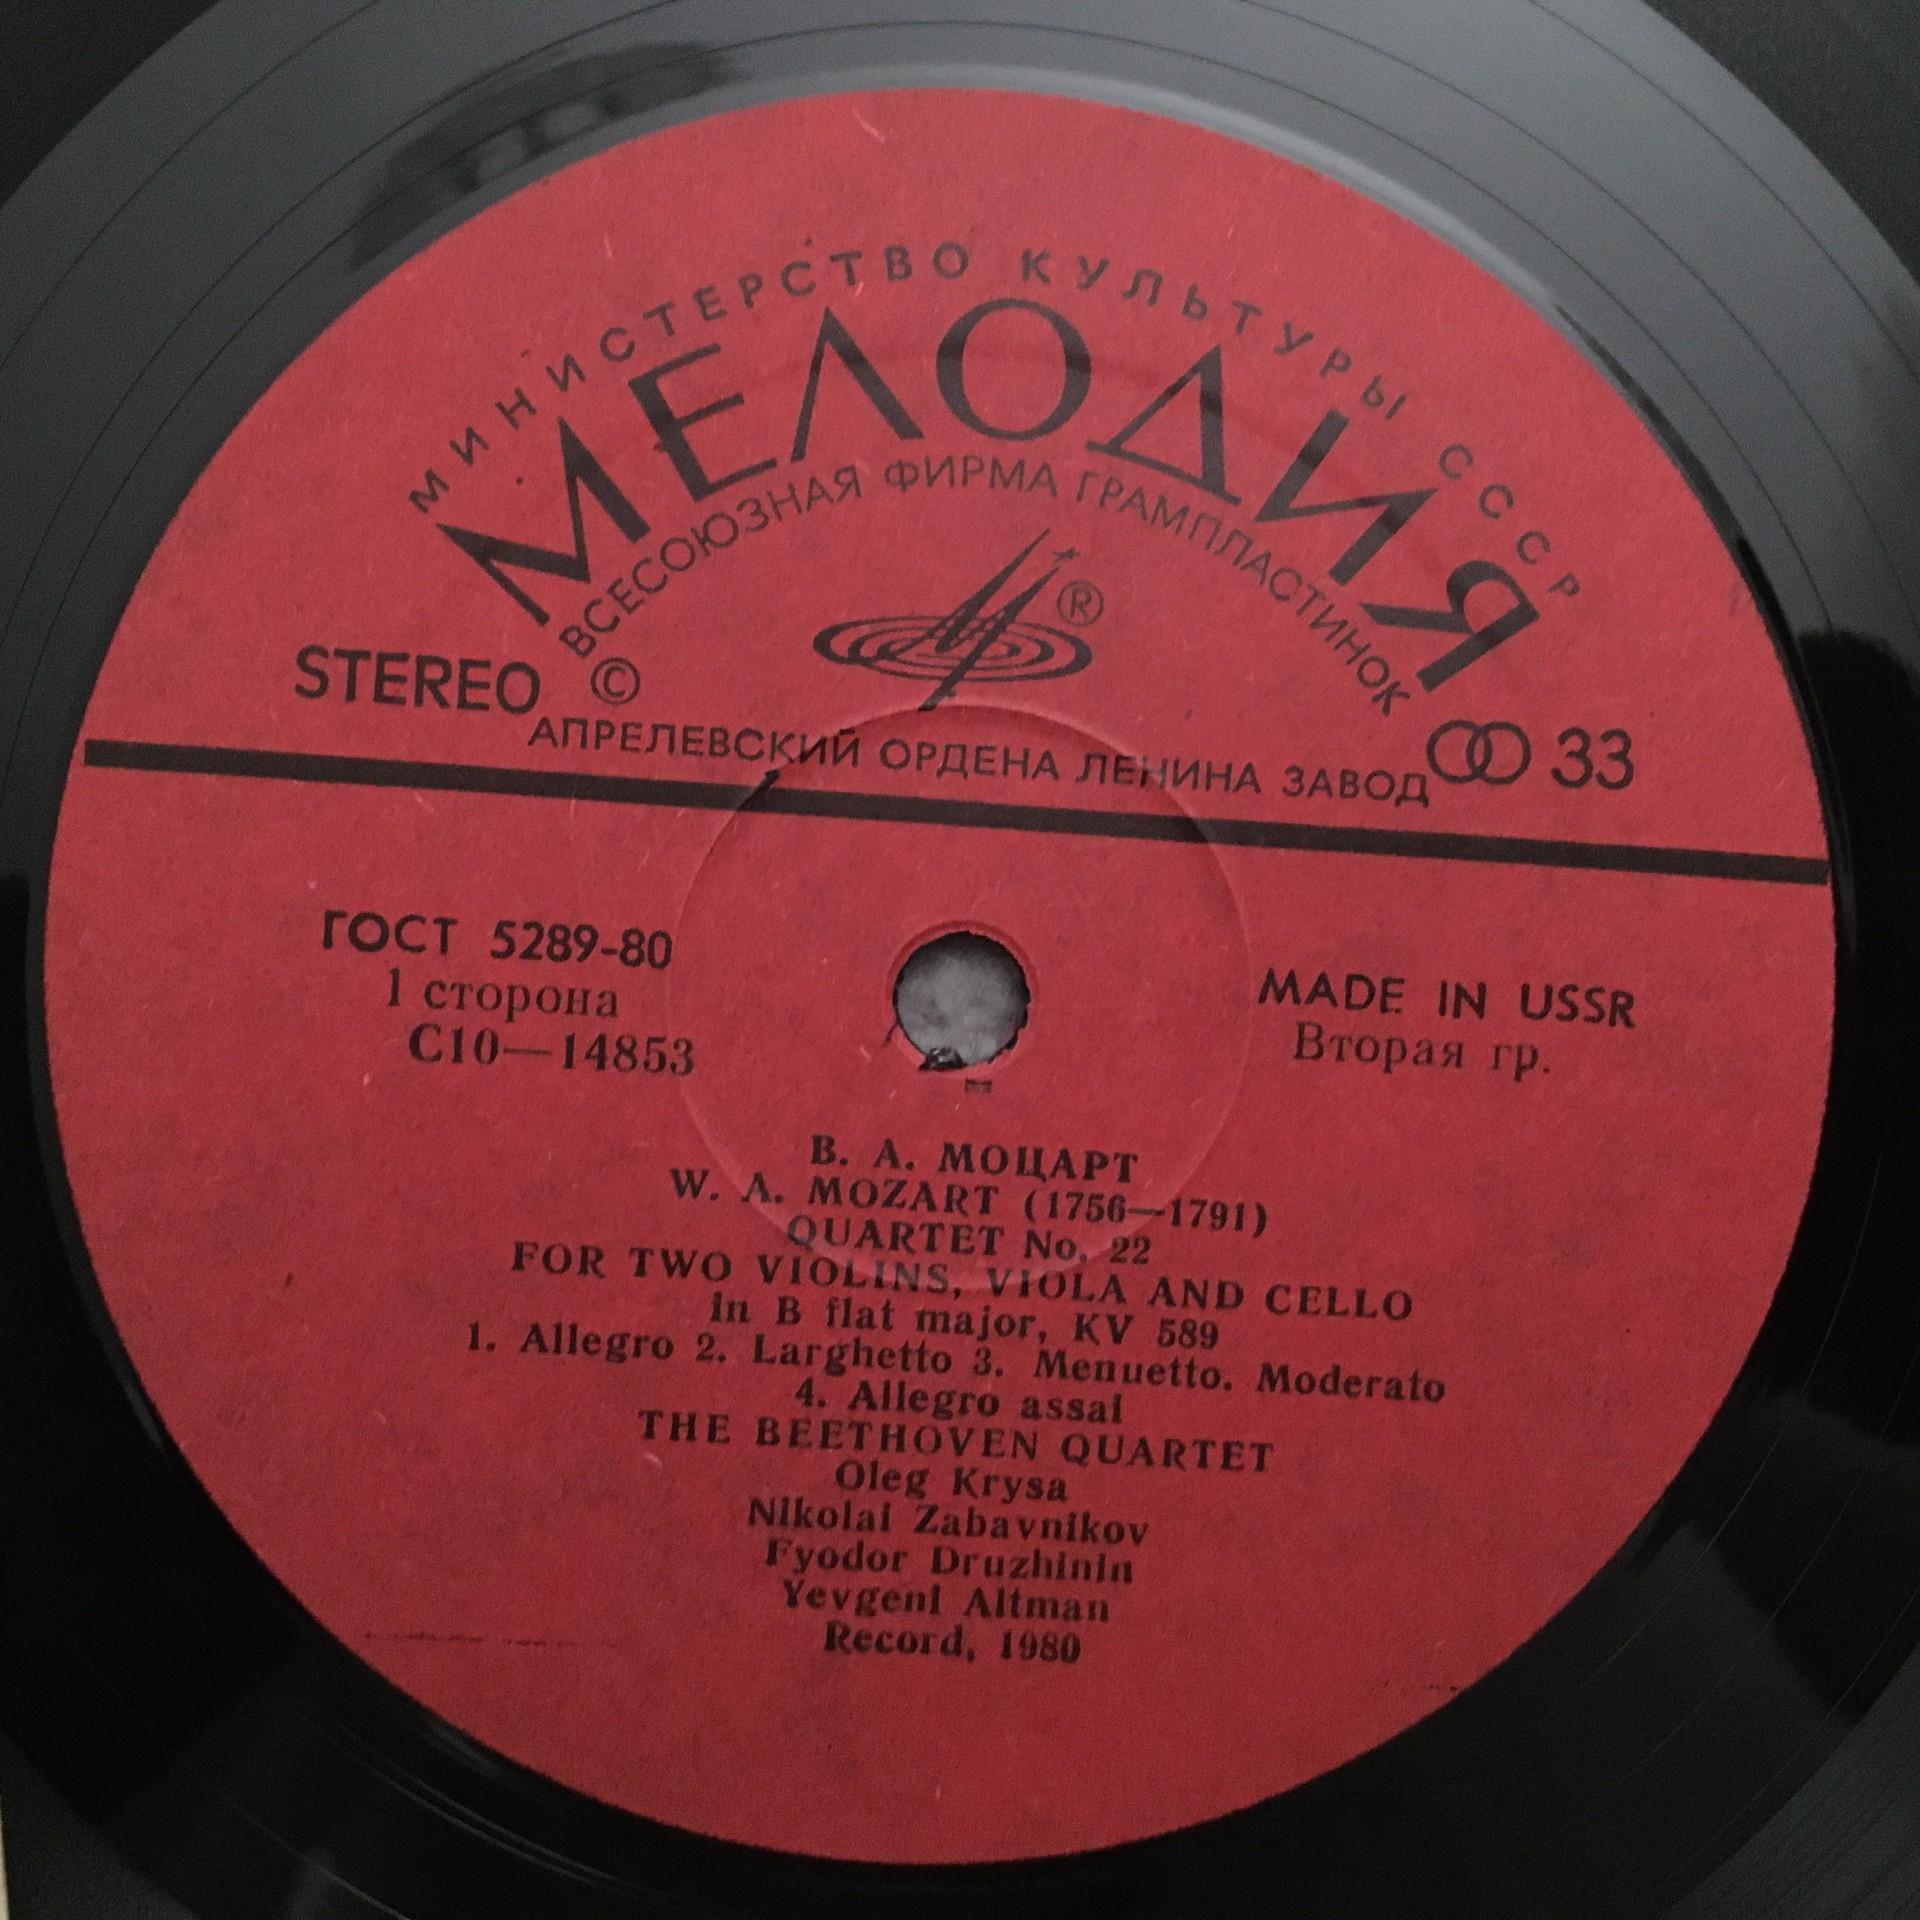 МИНИСТЕРСТВО КУЛЬТУРЫ СССР
МЕЛОДИЯ
ВСЕСОЮЗНАЯ ФИРМА ГРАМПЛАСТИНОК
®
STEREO ©
33
АПРЕЛЕВСКИЙ ОРДЕНА ЛЕНИНА ЗАВОД
ГОСТ 5289-80
1 сторона
С10—14853
MADE IN USSR
Вторая гр.
В. А. МОЦАРТ
W. A. MOZART (1756—1791)
QUARTET No. 22
FOR TWO VIOLINS, VIOLA AND CELLO
in B flat major, KV 589
1. Allegro 2. Larghetto 3. Menuetto. Moderato
4. Allegro assai
THE BEETHOVEN QUARTET
Oleg Krysa
Nikolai Zabavnikov
Fyodor Druzhinin
Yevgeni Altman
Record, 1980